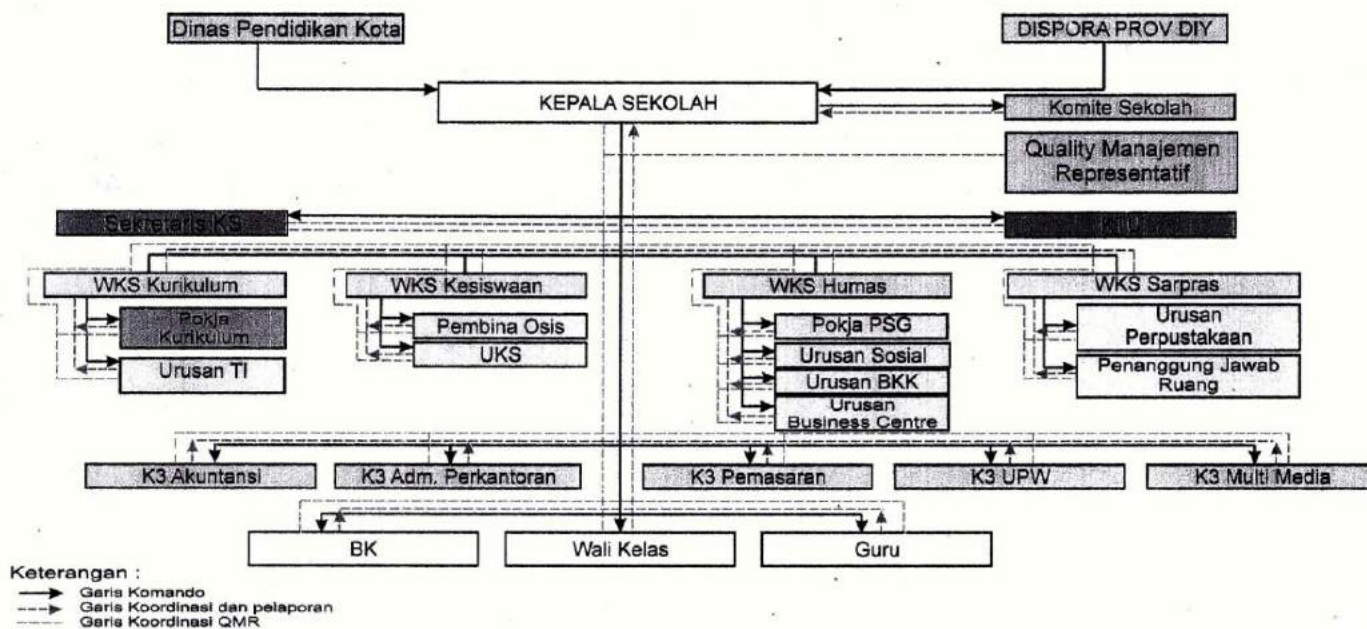 Dinas Pendidikan Kota
DISPORA PROV DIY
KEPALA SEKOLAH
Komite Sekolah
Quality Manajemen
Representatif
Sekretaris KS
KTU
WKS Kurikulum
WKS Kesiswaan
WKS Humas
WKS Sarpras
Pokja
Kurikulum
Urusan TI
Pembina Osis
UKS
Pokja PSG
Urusan Sosial
Urusan BKK
Urusan
Business Centre
Urusan
Perpustakaan
Penanggung Jawab
Ruang
K3 Akuntansi
K3 Adm. Perkantoran
K3 Pemasaran
K3 UPW
K3 Multi Media
BK
Wali Kelas
Guru
Keterangan :
Garis Komando
Garis Koordinasi dan pelaporan
Garis Koordinasi QMR